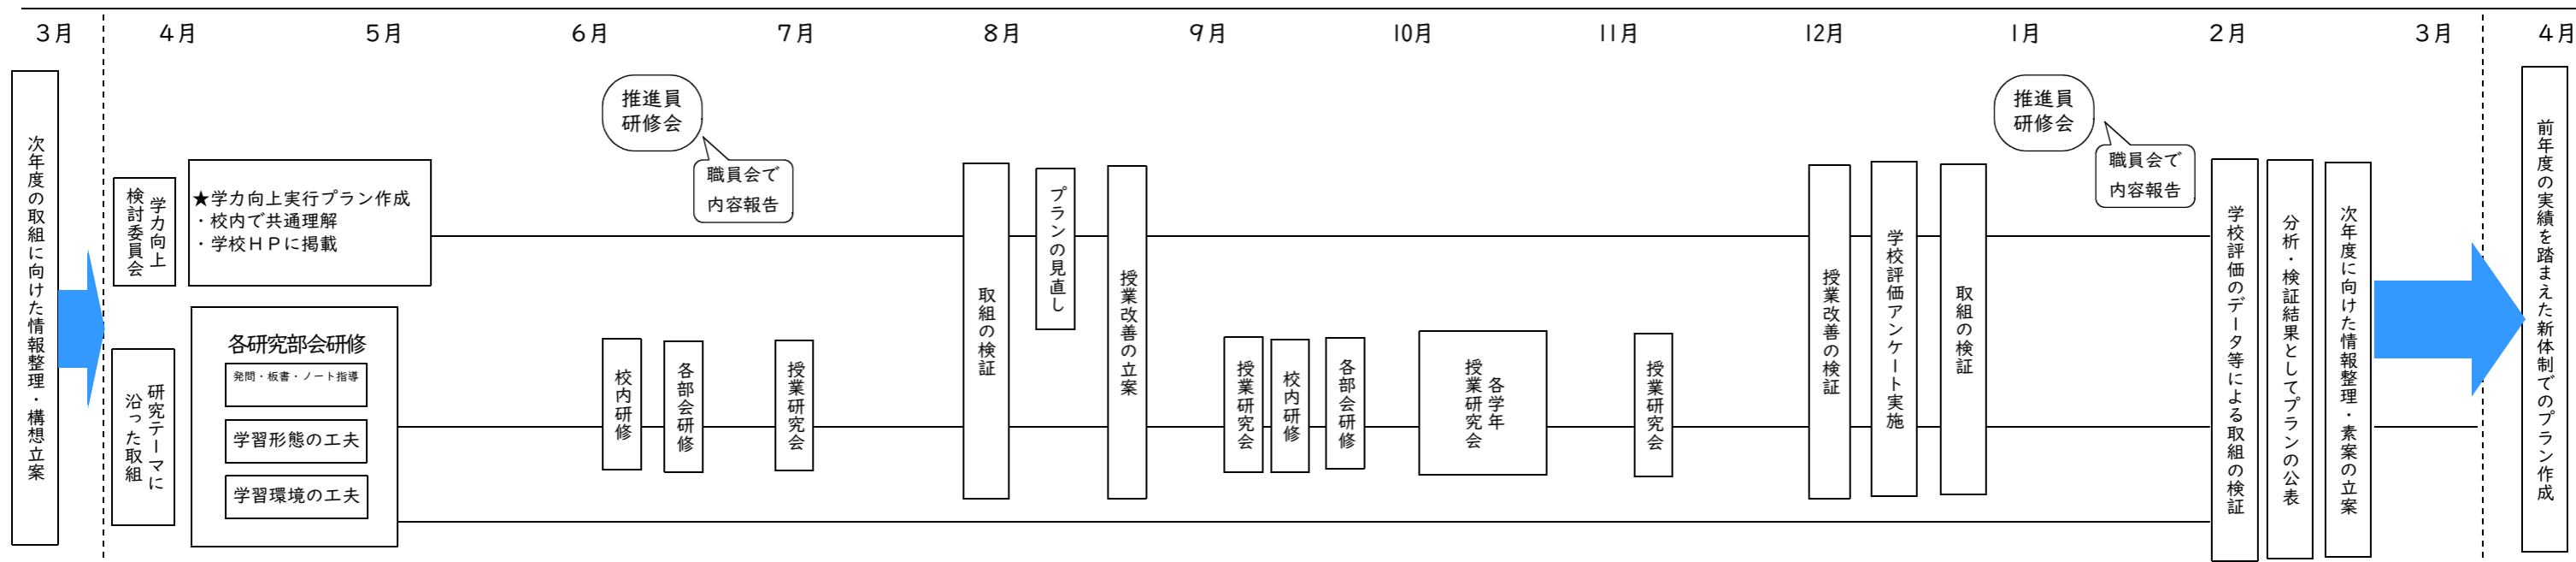 ３月
４月
５月
６月
７月
８月
９月
10月
11月
12月
1月
２月
３月
４月
次年度の取組に向けた情報整理・構想立案
学力向上
検討委員会
★学力向上実行プラン作成
・校内で共通理解
・学校ＨＰに掲載
研究テーマに
沿った取組
各研究部会研修
発問・板書・ノート指導
学習形態の工夫
学習環境の工夫
推進員
研修会
職員会で
内容報告
校内研修
各部会研修
授業研究会
取組の検証
プランの見直し
授業改善の立案
授業研究会
校内研修
各部会研修
各学年
授業研究会
授業研究会
授業改善の検証
学校評価アンケート実施
取組の検証
推進員
研修会
職員会で
内容報告
学校評価のデータ等による取組の検証
分析・検証結果としてプランの公表
次年度に向けた情報整理・素案の立案
前年度の実績を踏まえた新体制でのプラン作成